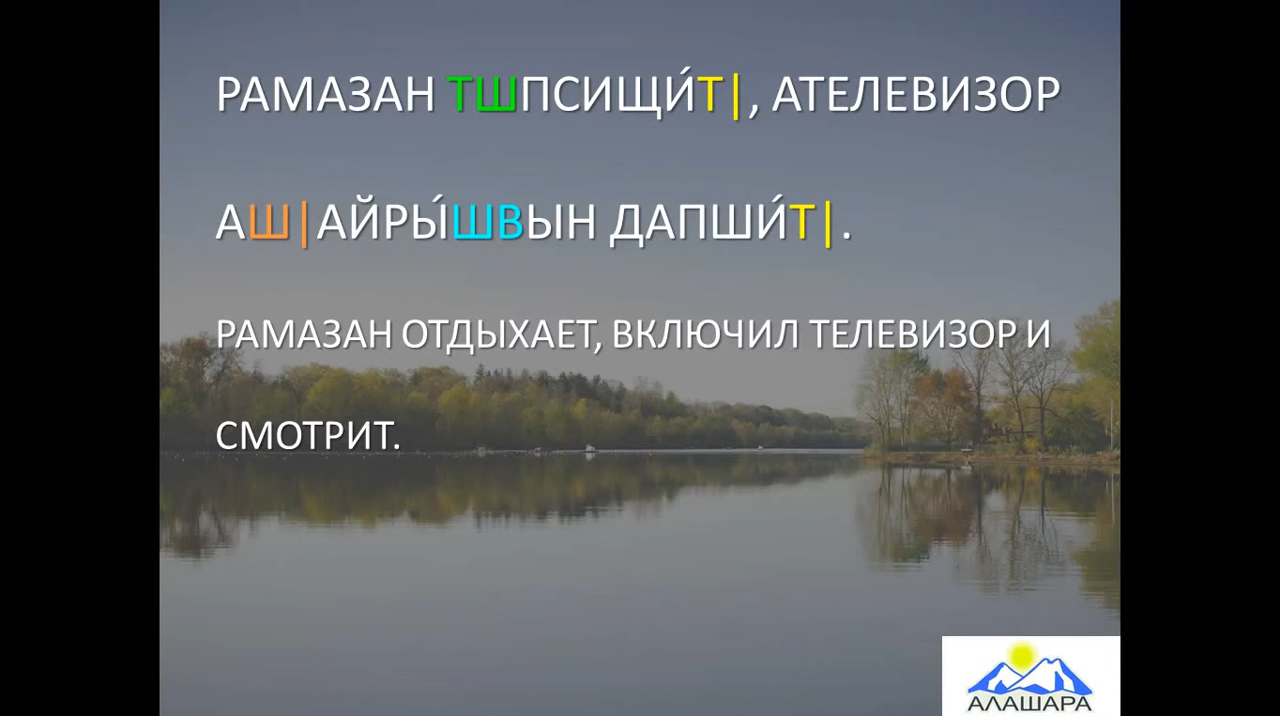 РАМАЗАН ТШПСИЩИ́Т|, АТЕЛЕВИЗОР
АШ|АЙРЫ́ШВЫН ДАПШИ́Т|.
РАМАЗАН ОТДЫХАЕТ, ВКЛЮЧИЛ ТЕЛЕВИЗОР И
СМОТРИТ.
АЛАШАРА